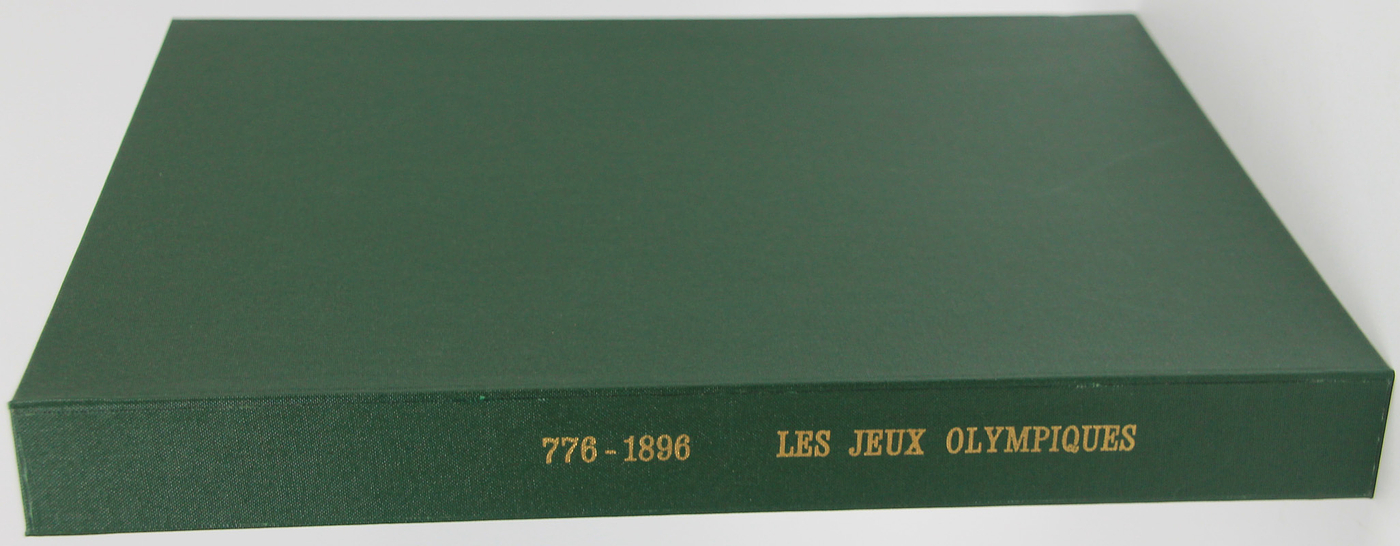 776-1896 LES JEUX OLYMPIQUES